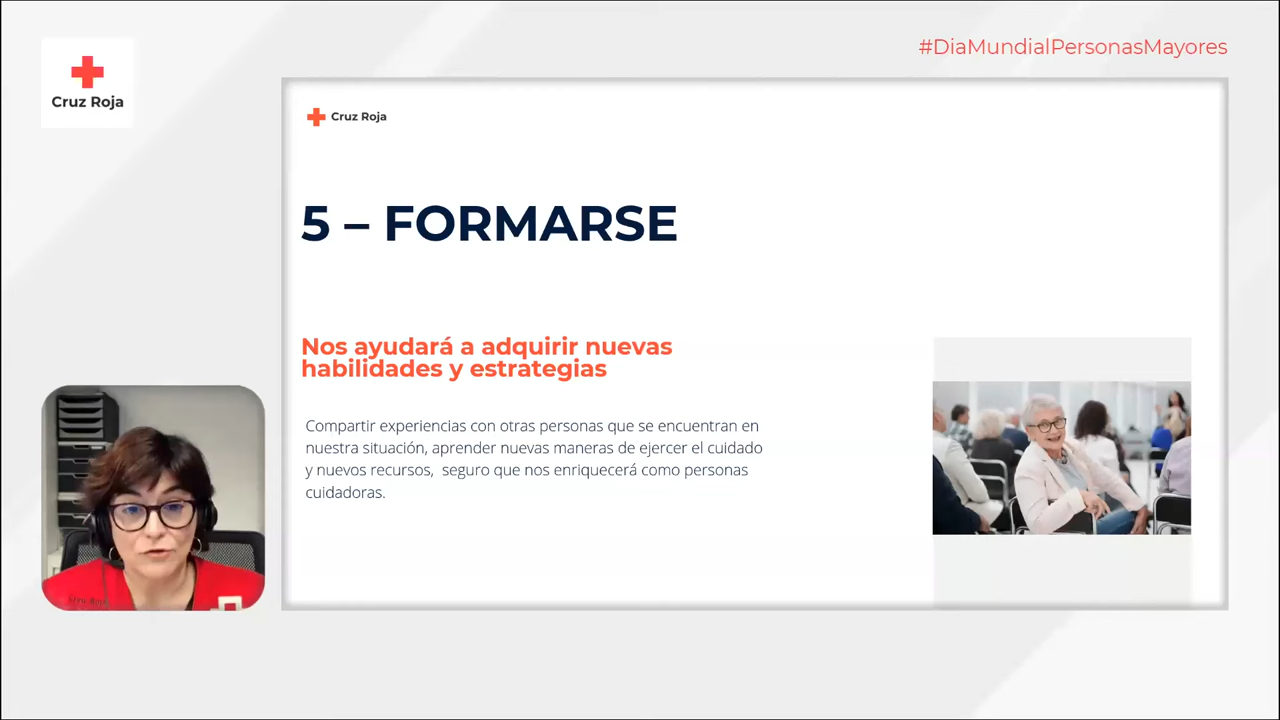 #DiaMundialPersonasMayores
Cruz Roja
Cruz Roja
5 – FORMARSE
Nos ayudará a adquirir nuevas
habilidades y estrategias
Compartir experiencias con otras personas que se encuentran en
nuestra situación, aprender nuevas maneras de ejercer el cuidado
y nuevos recursos,  seguro que nos enriquecerá como personas
cuidadoras.